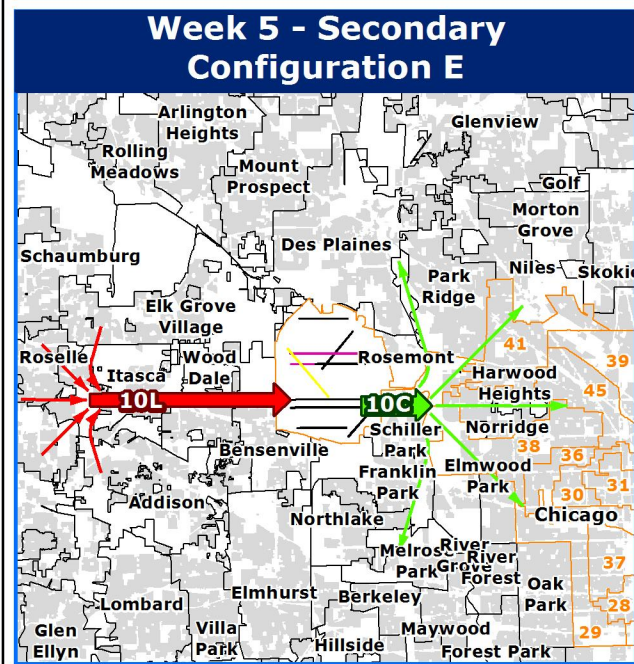 Week 5 - Secondary
Configuration E
Arlington
Heights
Glenview
Rolling
Meadows
Mount
Prospect
Golf
Morton
Grove
Des Plaines
Schaumburg
Niles
Skokie
Park
Ridge
Elk Grove
Village
41
Roselle
Wood
Dale
Rosemont
39
Itasca
Harwood
Heights
45
10L
10C
Schiller
Park
Norridge
38
Bensenville
36
Franklin
Park
Elmwood
Park
31
30
Addison
Northlake
Chicago
Melrose
Park
River
Grove
River
Forest
37
Oak
Park
Elmhurst
Berkeley
Lombard
28
Glen
Ellyn
Villa
Park
Hillside
Maywood
Forest Park
29